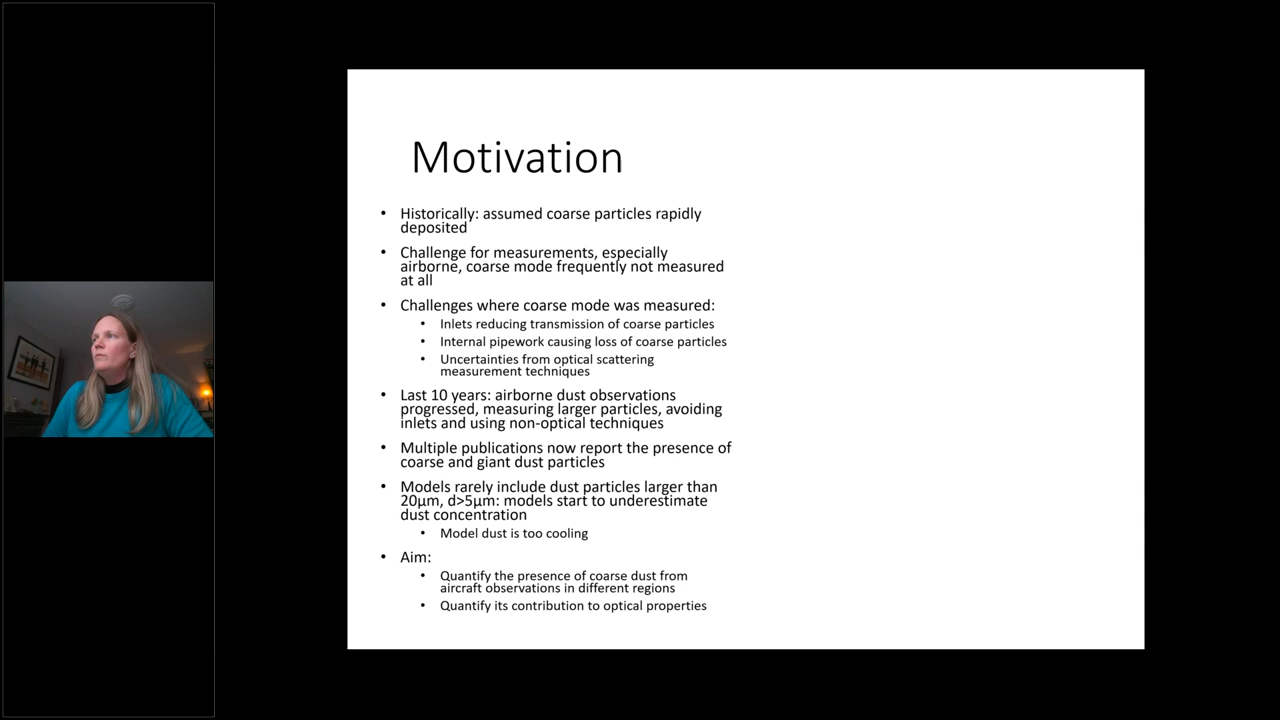 Motivation
• Historically: assumed coarse particles rapidly
deposited
• Challenge for measurements, especially
airborne, coarse mode frequently not measured
at all
• Challenges where coarse mode was measured:
• Inlets reducing transmission of coarse particles
• Internal pipework causing loss of coarse particles
• Uncertainties from optical scattering
measurement techniques
• Last 10 years: airborne dust observations
progressed, measuring larger particles, avoiding
inlets and using non-optical techniques
• Multiple publications now report the presence of
coarse and giant dust particles
• Models rarely include dust particles larger than
20µm, d>5µm: models start to underestimate
dust concentration
• Model dust is too cooling
• Aim:
• Quantify the presence of coarse dust from
aircraft observations in different regions
• Quantify its contribution to optical properties